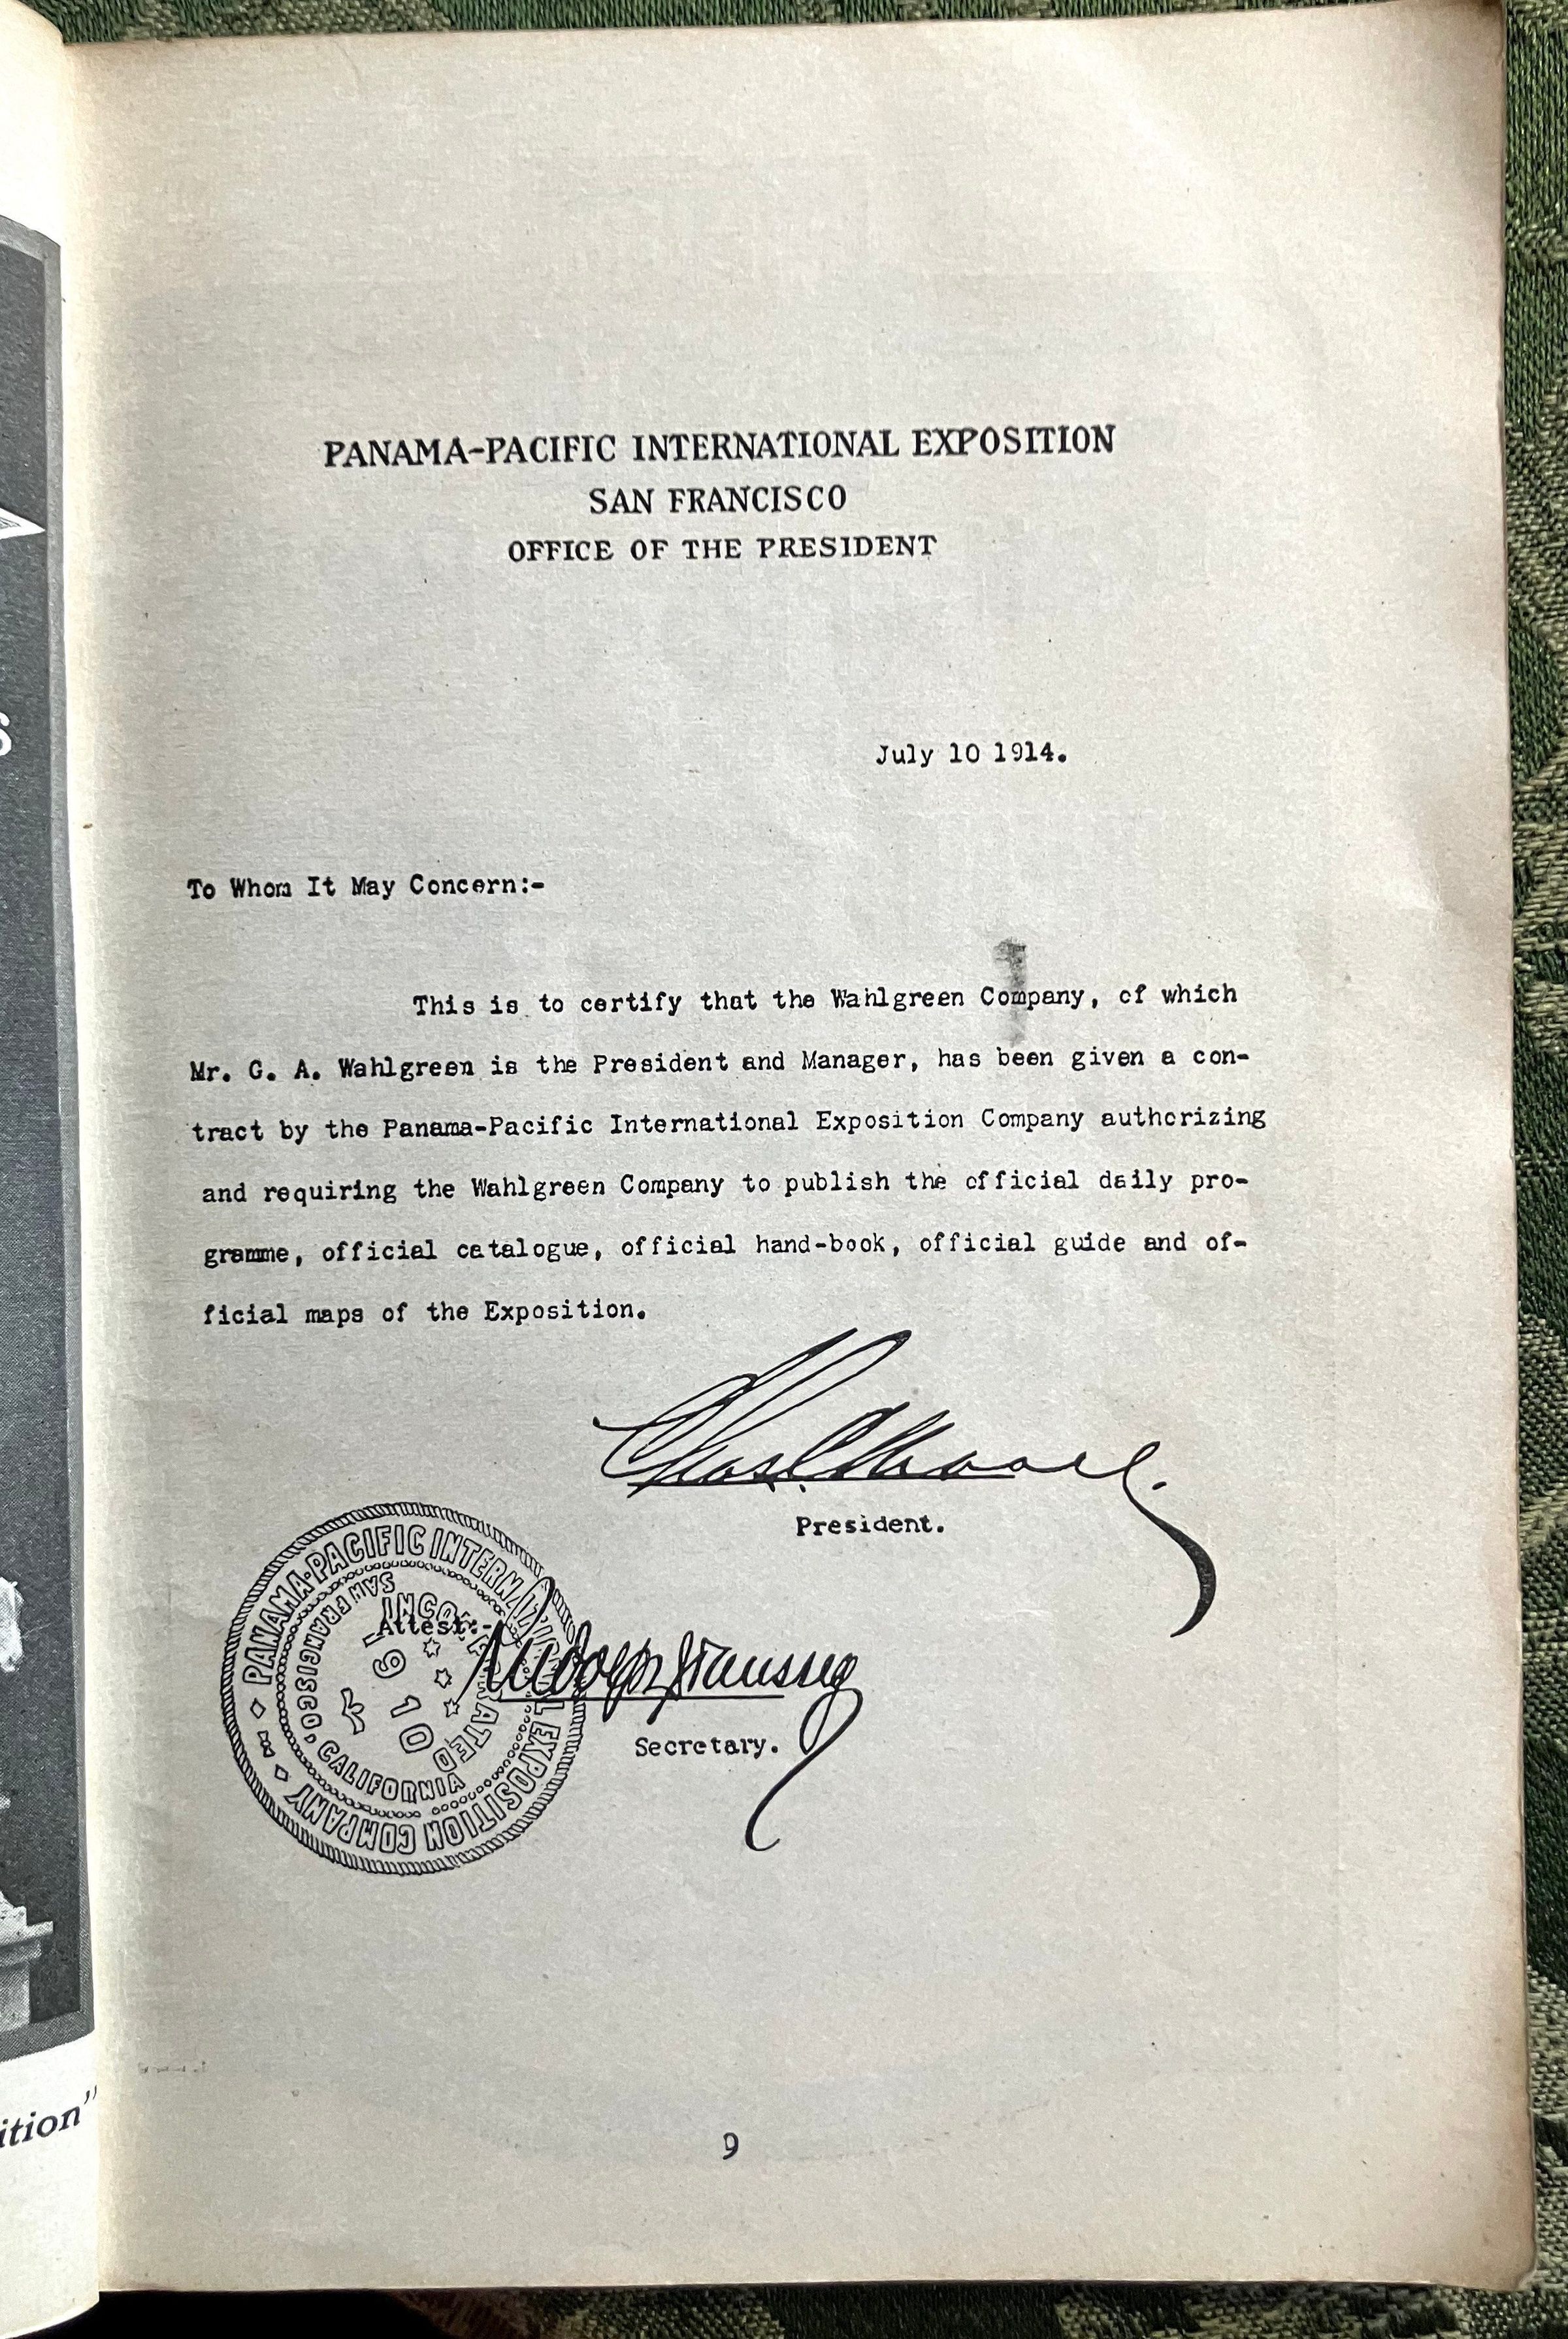 PANAMA-PACIFIC INTERNATIONAL EXPOSITION
SAN FRANCISCO
OFFICE OF THE PRESIDENT
July 10 1914.
To Whom It May Concern:-
This is to certify that the Wahlgreen Company, of which
Mr. G. A. Wahlgreen is the President and Manager, has been given a con-
tract by the Panama-Pacific International Exposition Company authorizing
and requiring the Wahlgreen Company to publish the official daily pro-
gramme, official catalogue, official hand-book, official guide and of-
ficial maps of the Exposition.
Chas. C. Moore.
President.
PANAMA-PACIFIC INTERNATIONAL EXPOSITION COMPANY
INCORPORATED
SAN FRANCISCO, CALIFORNIA
1910
Attest:-
Rudolph J Taussig
Secretary.
ition"
9